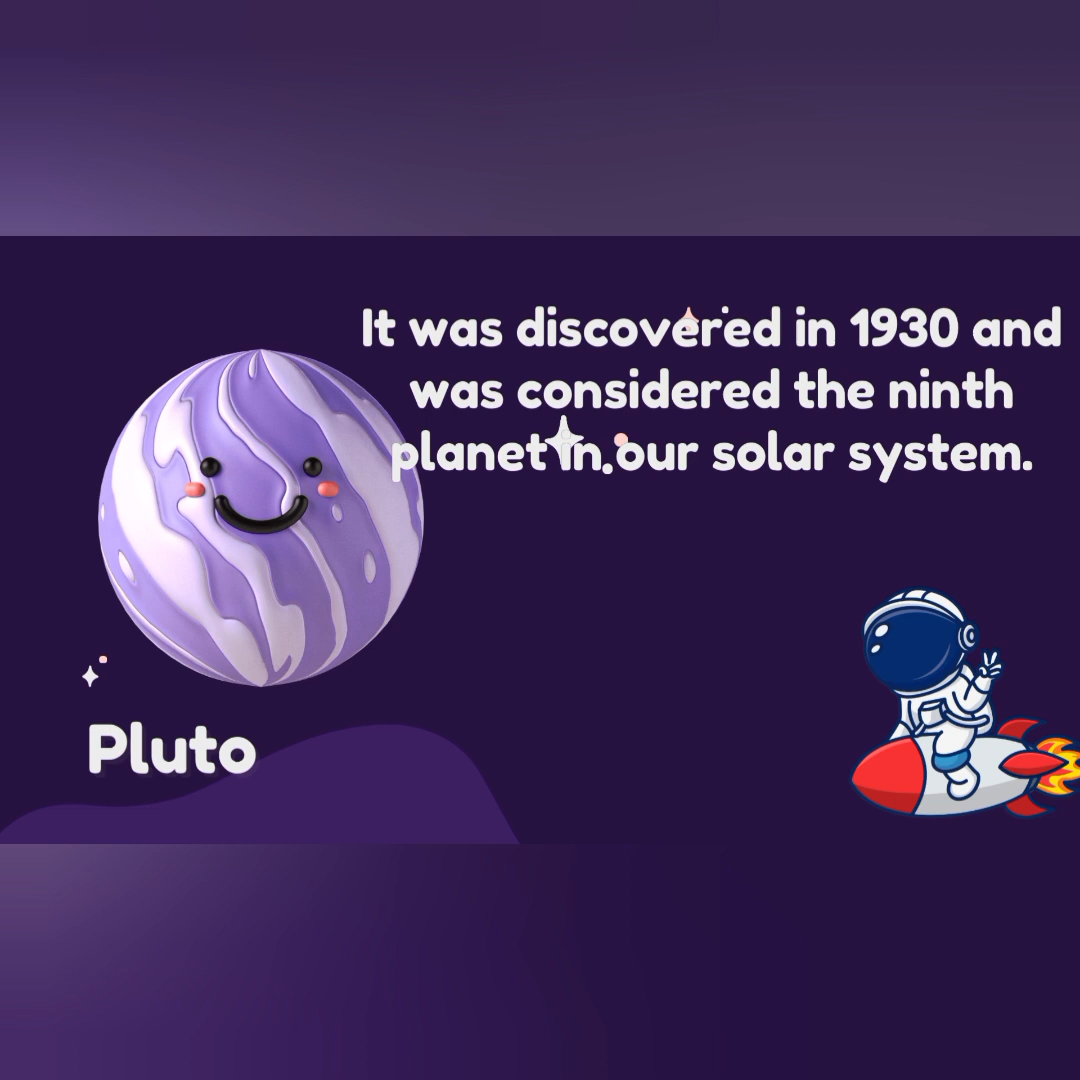 It was discovered in 1930 and
was considered the ninth
planet in our solar system.
Pluto